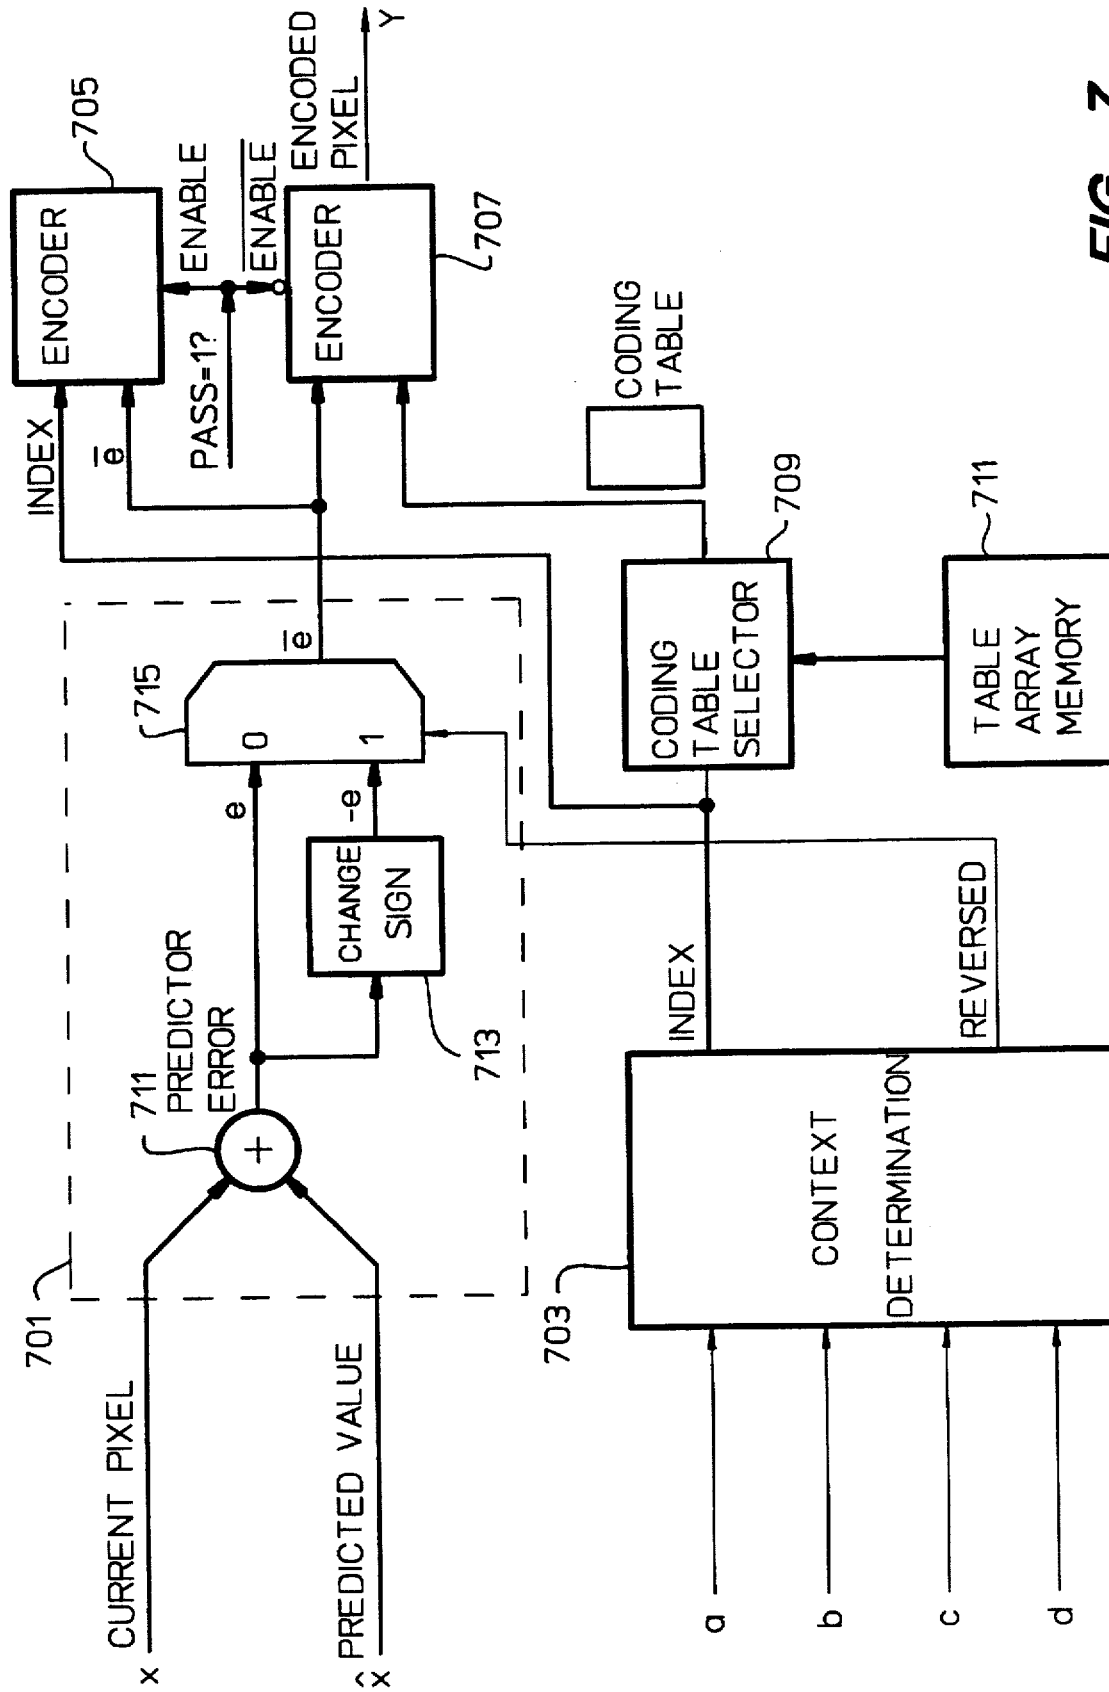 701
x CURRENT PIXEL
x̂ PREDICTED VALUE
711
PREDICTOR
ERROR
+
e
CHANGE
SIGN
-e
713
715
0
1
e̅
INDEX
e̅
ENCODER
705
ENABLE
PASS=1?
E̅N̅A̅B̅L̅E̅
ENCODER
707
ENCODED
PIXEL
Y
703
a
b
c
d
CONTEXT
DETERMINATION
INDEX
REVERSED
CODING
TABLE
SELECTOR
709
CODING
TABLE
TABLE
ARRAY
MEMORY
711
FIG. 7